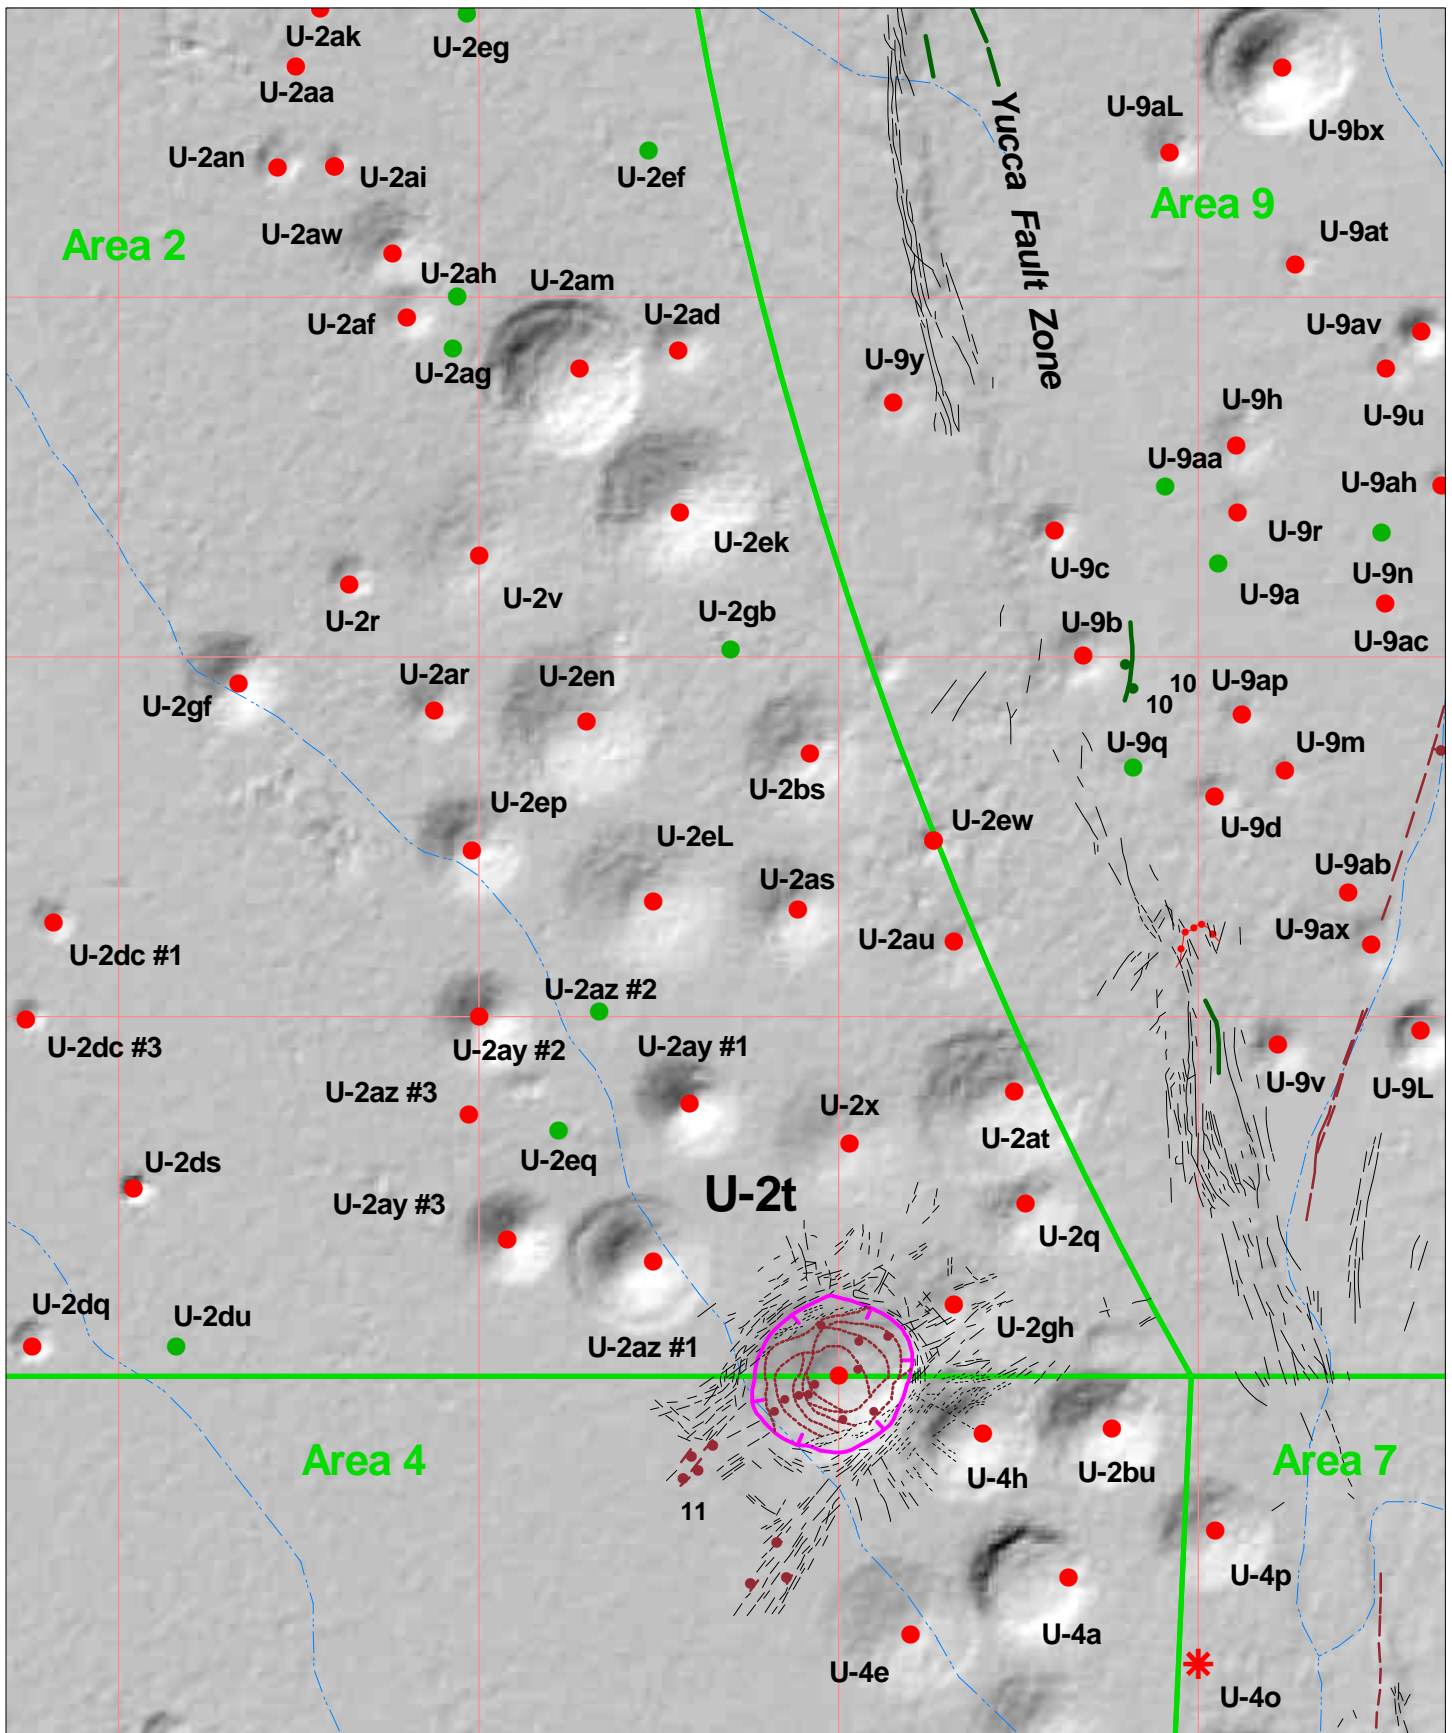 U-2ak
U-2eg
U-2aa
U-9aL
U-9bx
U-2an
U-2ai
U-2ef
Yucca Fault Zone
Area 9
U-2aw
Area 2
U-9at
U-2ah
U-2am
U-2af
U-2ad
U-9av
U-2ag
U-9y
U-9h
U-9u
U-9aa
U-9ah
U-2ek
U-9r
U-9c
U-9n
U-2v
U-9a
U-2r
U-2gb
U-9b
U-9ac
U-2ar
U-2en
10
U-9ap
U-2gf
10
U-9q
U-9m
U-2bs
U-2ep
U-2ew
U-9d
U-2eL
U-9ab
U-2as
U-2dc #1
U-2au
U-9ax
U-2az #2
U-2dc #3
U-2ay #2
U-2ay #1
U-9v
U-9L
U-2az #3
U-2x
U-2at
U-2eq
U-2ds
U-2t
U-2ay #3
U-2q
U-2dq
U-2du
U-2gh
U-2az #1
Area 4
U-4h
U-2bu
Area 7
11
U-4p
U-4a
U-4e
U-4o